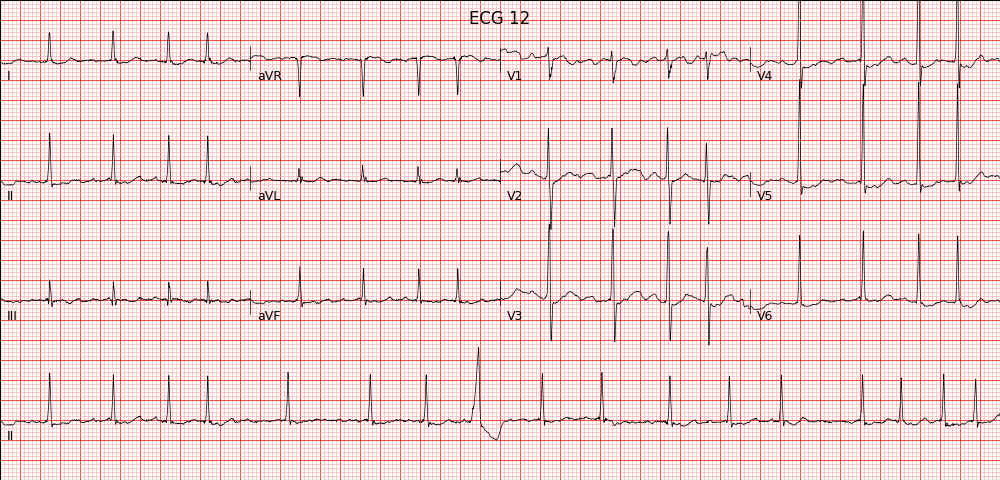 ECG 12
I aVR V1 V4
II aVL V2 V5
III aVF V3 V6
II